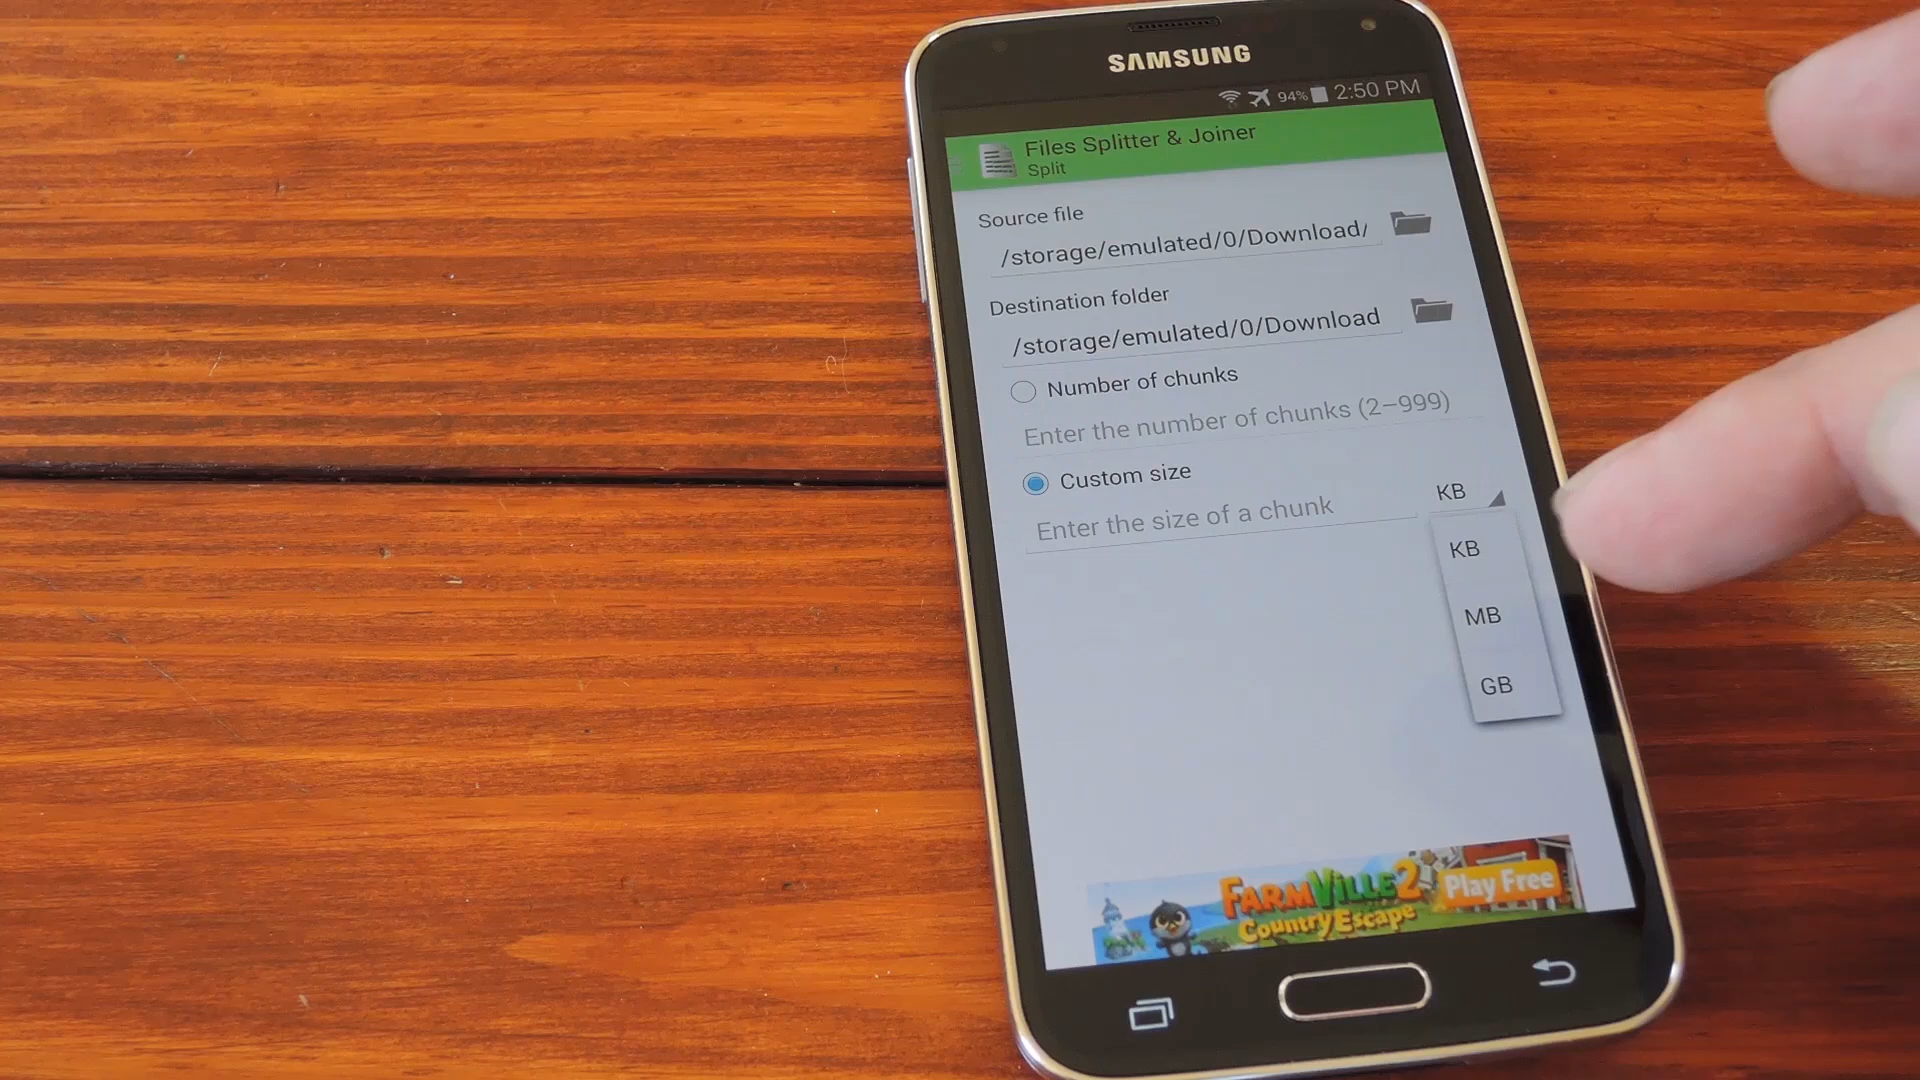 SAMSUNG
94% 2:50 PM
Files Splitter & Joiner
Split
Source file
/storage/emulated/0/Download/
Destination folder
/storage/emulated/0/Download
Number of chunks
Enter the number of chunks (2–999)
Custom size
Enter the size of a chunk
KB
KB
MB
GB
FARMVILLE2
Country Escape
Play Free